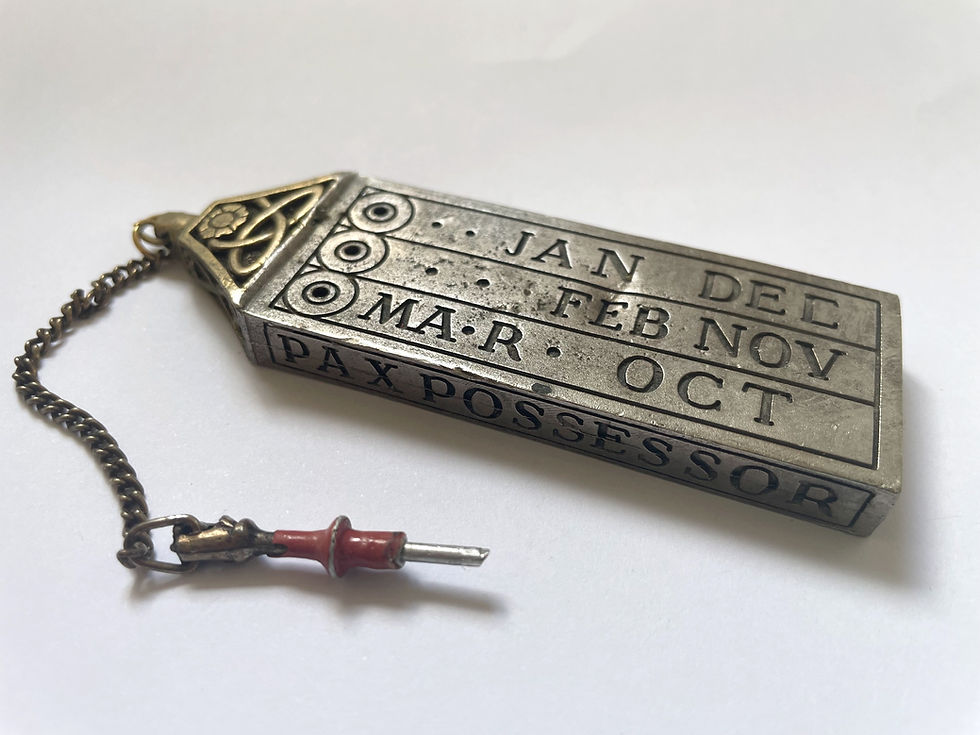 JAN DEC
FEB NOV
MA·R OCT
PAX POSSESSOR